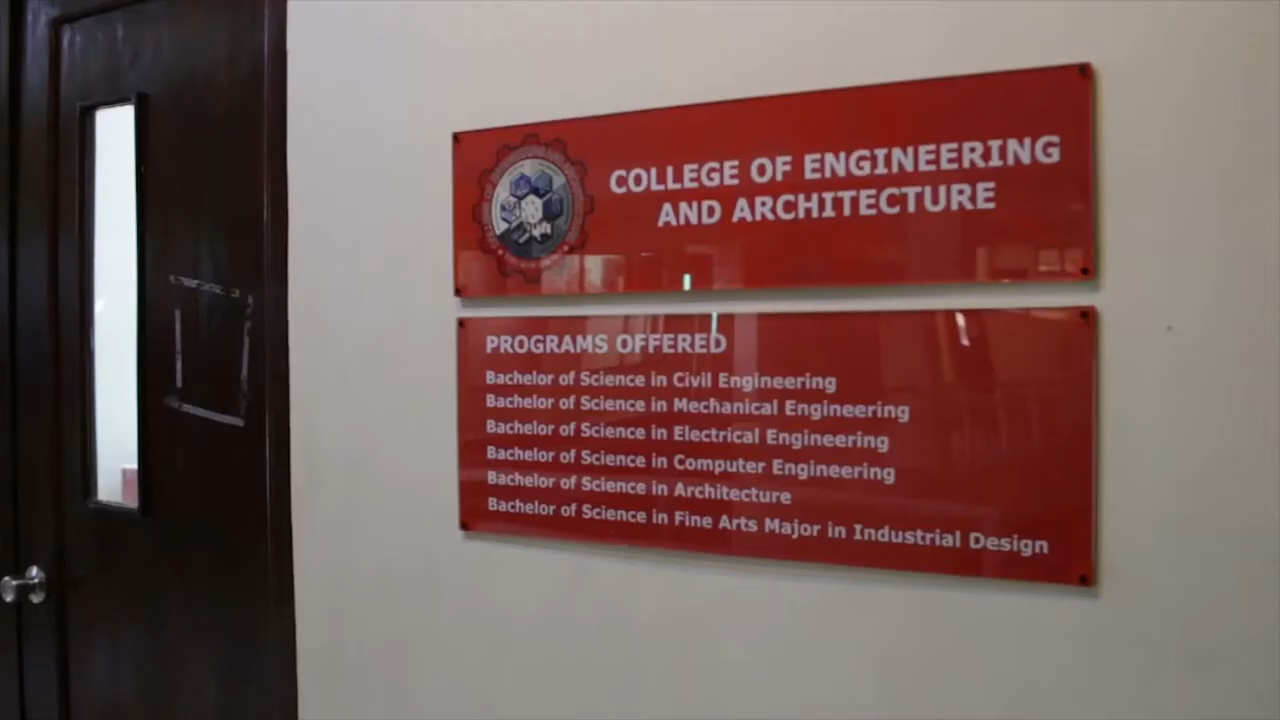 COLLEGE OF ENGINEERING
AND ARCHITECTURE
PROGRAMS OFFERED
Bachelor of Science in Civil Engineering
Bachelor of Science in Mechanical Engineering
Bachelor of Science in Electrical Engineering
Bachelor of Science in Computer Engineering
Bachelor of Science in Architecture
Bachelor of Science in Fine Arts Major in Industrial Design